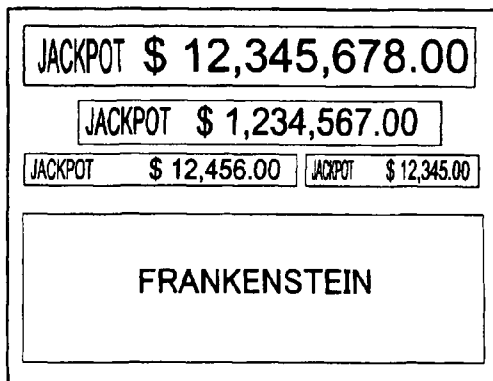 JACKPOT $ 12,345,678.00
JACKPOT $ 1,234,567.00
JACKPOT $ 12,456.00 JACKPOT $ 12,345.00
FRANKENSTEIN